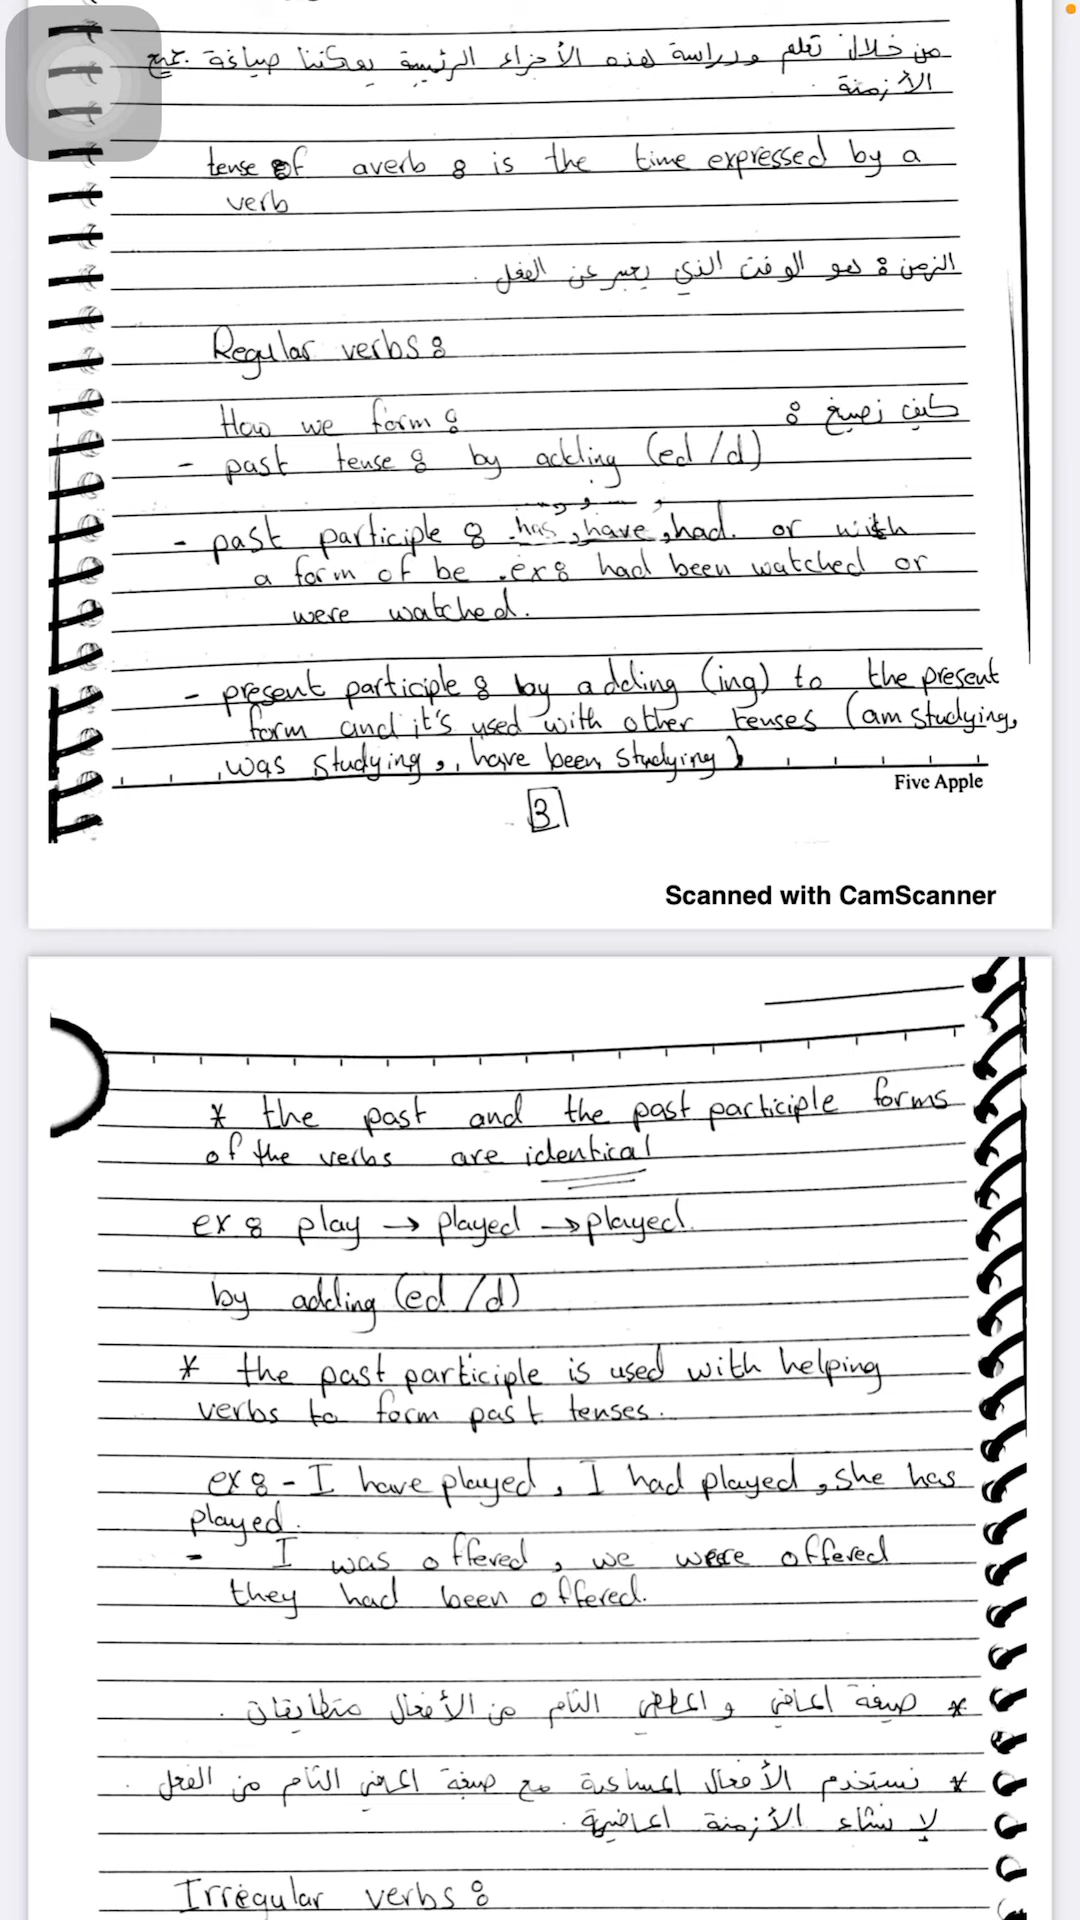 من خلال تعلم ودراسة هذه الأجزاء الرئيسية يمكننا صياغة جميع
الأزمنة .
tense of a verb : is the time expressed by a
verb
الزمن : هو الوقت الذي يعبر عن الفعل .
Regular verbs :
How we form : كيف نصيغ :
- past tense : by adding (ed/d)
- past participle : has, have, had. or with
a form of be . ex: had been watched or
were watched.
- present participle : by adding (ing) to the present
form and it's used with other tenses (am studying,
was studying, have been studying)
Five Apple
3
Scanned with CamScanner
* the past and the past participle forms
of the verbs are identical
ex : play → played → played.
by adding (ed/d)
* the past participle is used with helping
verbs to form past tenses.
ex : - I have played, I had played, she has
played.
- I was offered, we were offered
they had been offered.
* صيغة الماضي و الماضي التام من الأفعال متطابقان .
* نستخدم الأفعال المساعدة مع صيغة الماضي التام من الفعل .
لإنشاء الأزمنة الماضية .
Irregular verbs :